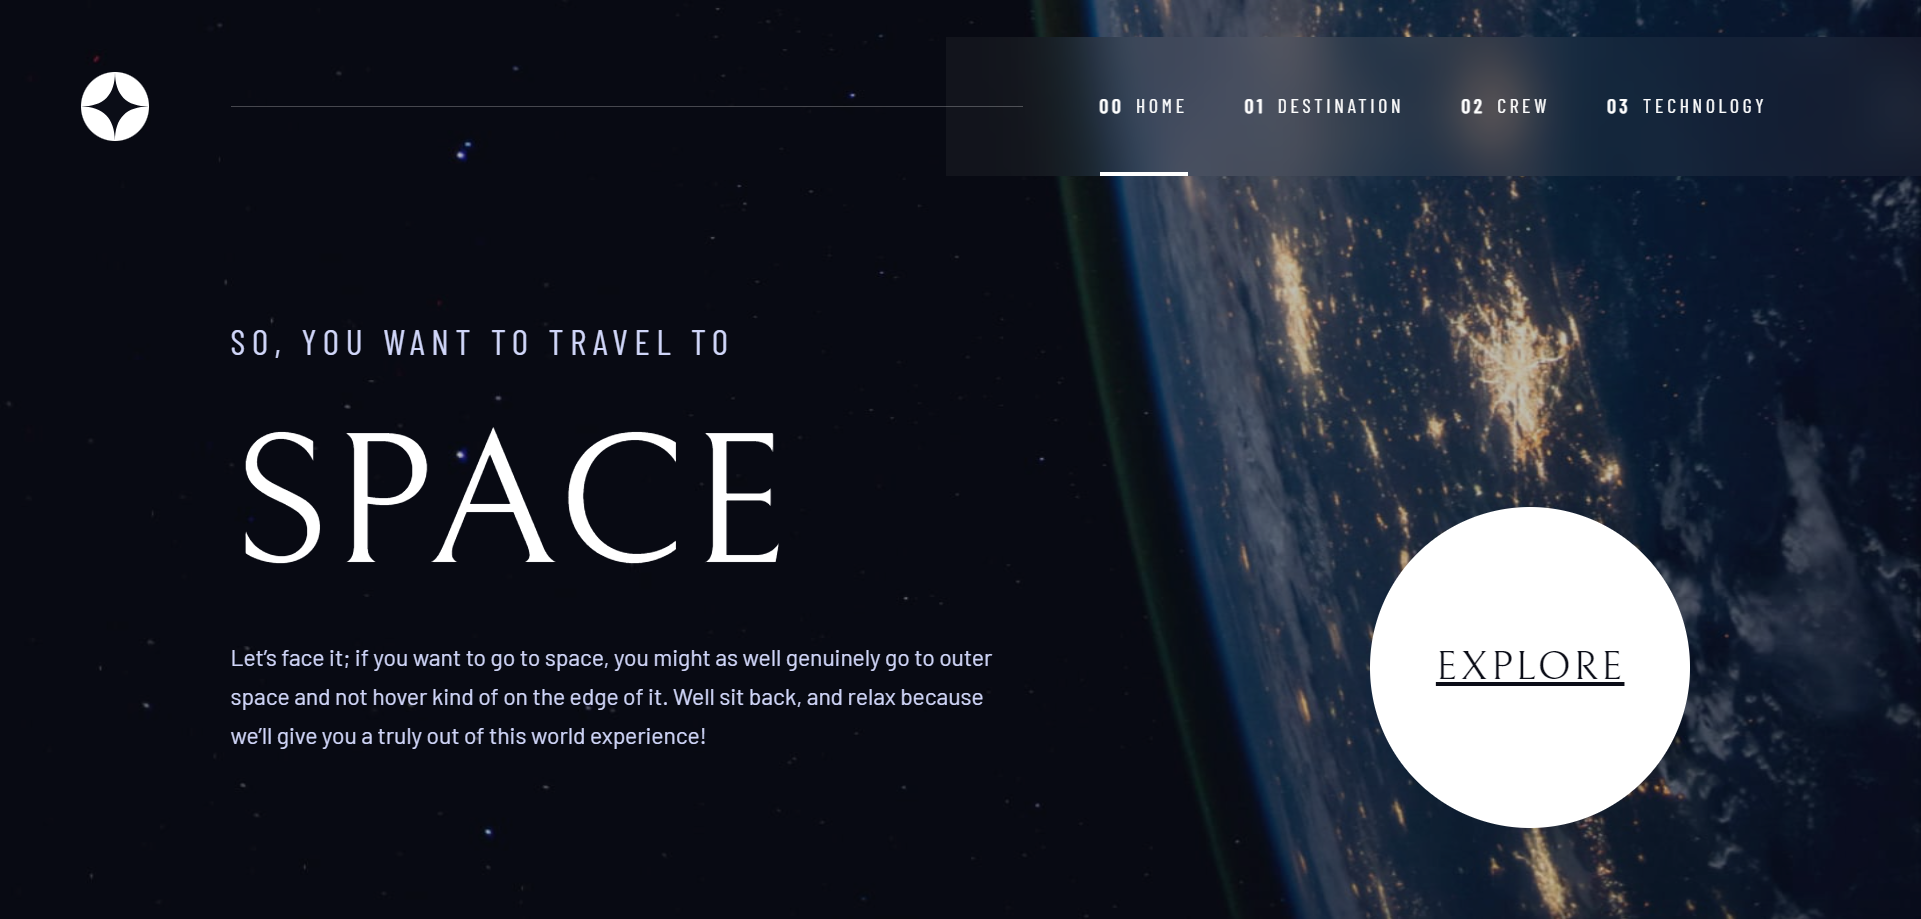 00 HOME 01 DESTINATION 02 CREW 03 TECHNOLOGY
SO, YOU WANT TO TRAVEL TO
SPACE
Let’s face it; if you want to go to space, you might as well genuinely go to outer
space and not hover kind of on the edge of it. Well sit back, and relax because
we’ll give you a truly out of this world experience!
EXPLORE